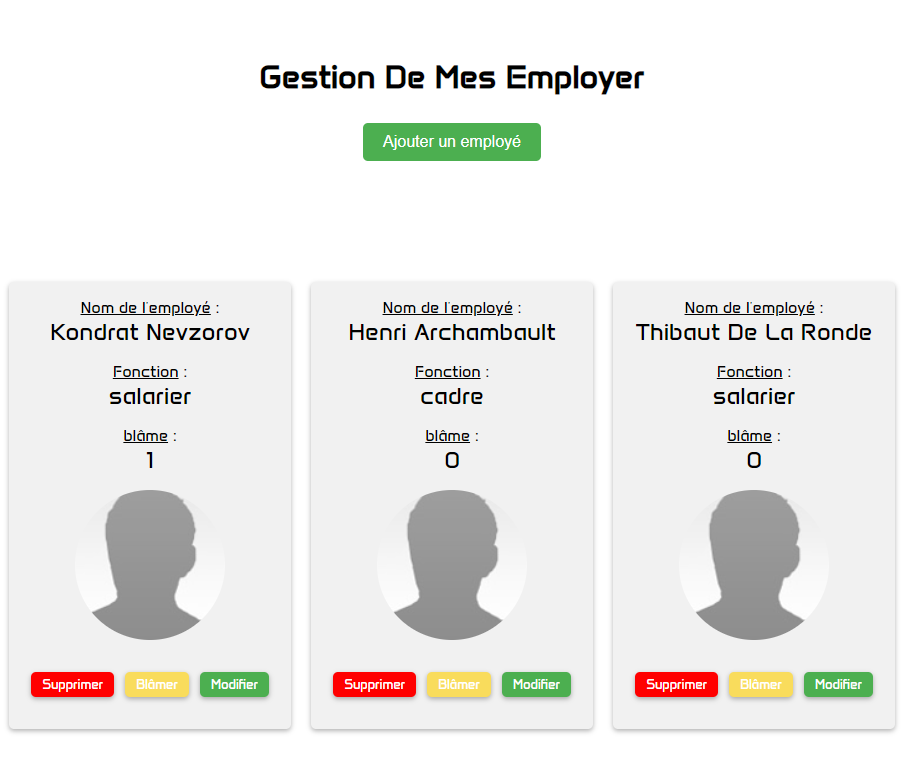 Gestion De Mes Employer
Ajouter un employé
Nom de l'employé :
Kondrat Nevzorov
Fonction :
salarier
blâme :
1
Supprimer Blâmer Modifier
Nom de l'employé :
Henri Archambault
Fonction :
cadre
blâme :
0
Supprimer Blâmer Modifier
Nom de l'employé :
Thibaut De La Ronde
Fonction :
salarier
blâme :
0
Supprimer Blâmer Modifier